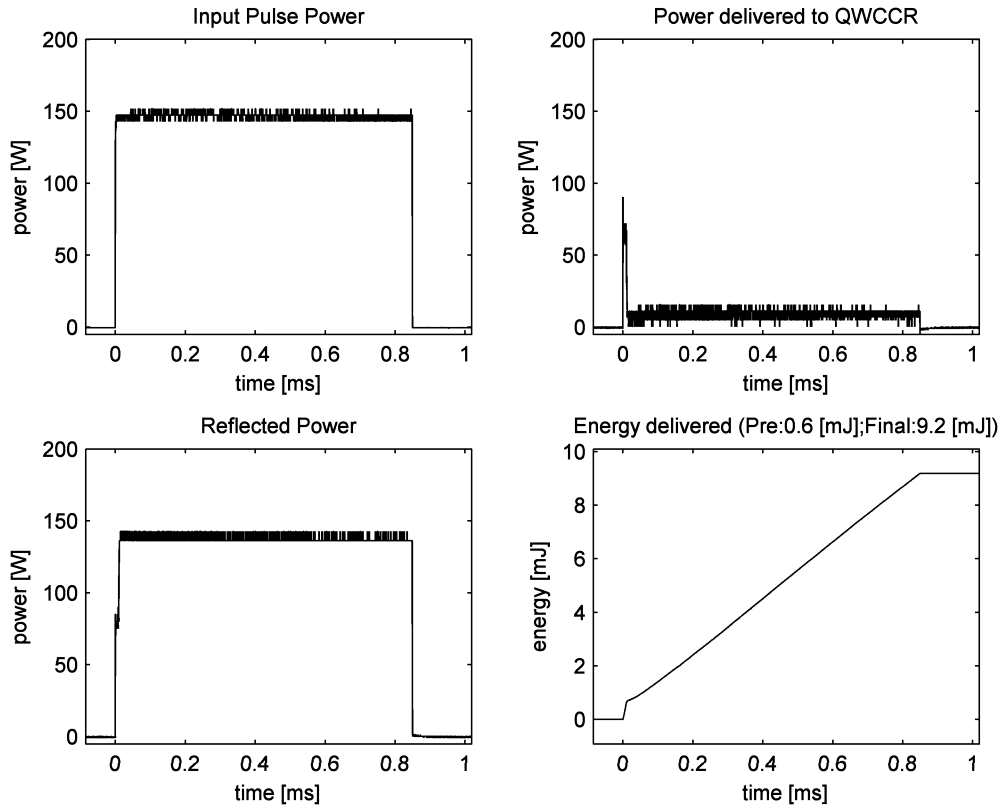 Input Pulse Power
200
150
100
50
0
power [W]
0 0.2 0.4 0.6 0.8 1
time [ms]
Power delivered to QWCCR
200
150
100
50
0
power [W]
0 0.2 0.4 0.6 0.8 1
time [ms]
Reflected Power
200
150
100
50
0
power [W]
0 0.2 0.4 0.6 0.8 1
time [ms]
Energy delivered (Pre:0.6 [mJ];Final:9.2 [mJ])
10
8
6
4
2
0
energy [mJ]
0 0.2 0.4 0.6 0.8 1
time [ms]